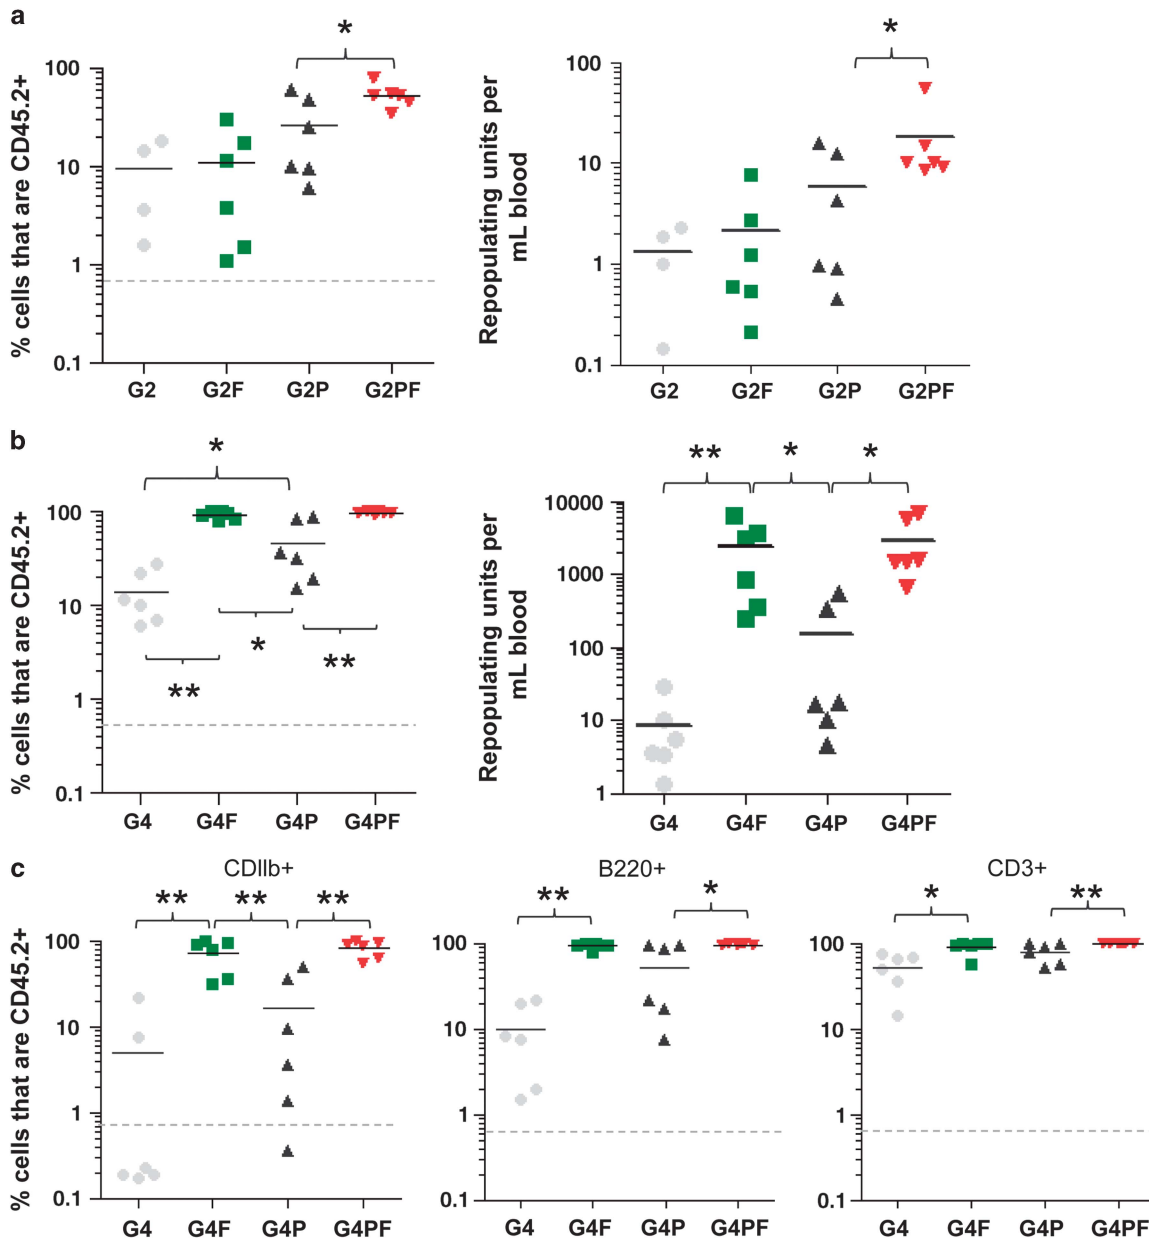 a
*
*
% cells that are CD45.2+
100
10
1
0.1
G2 G2F G2P G2PF
Repopulating units per
mL blood
100
10
1
0.1
G2 G2F G2P G2PF
b
*
*
**
**
% cells that are CD45.2+
100
10
1
0.1
G4 G4F G4P G4PF
** * *
Repopulating units per
mL blood
10000
1000
100
10
1
G4 G4F G4P G4PF
c
CDIIb+
** ** **
% cells that are CD45.2+
100
10
1
0.1
G4 G4F G4P G4PF
B220+
** *
100
10
1
0.1
G4 G4F G4P G4PF
CD3+
* **
100
10
1
0.1
G4 G4F G4P G4PF